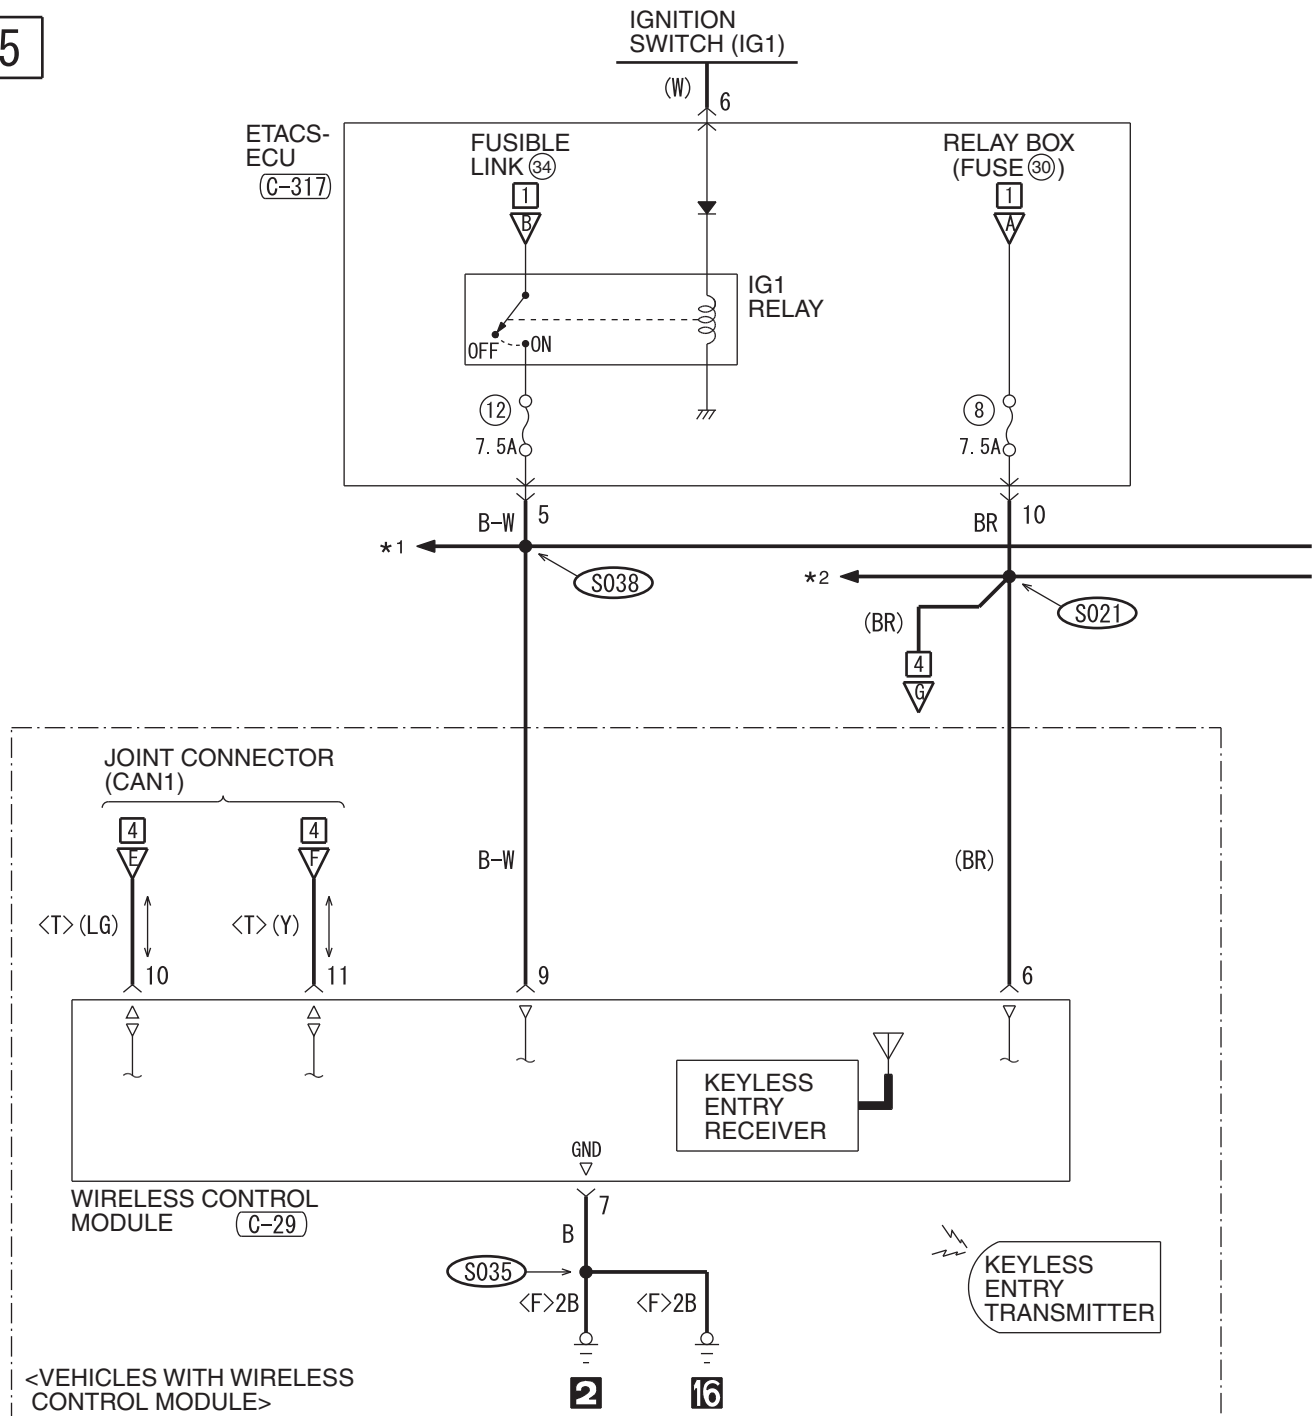 5
IGNITION
SWITCH (IG1)
(W)
6
ETACS-
ECU
C-317
FUSIBLE
LINK 34
1
B
RELAY BOX
(FUSE 30)
1
A
IG1
RELAY
OFF
ON
12
7.5A
8
7.5A
B-W
5
BR
10
*1
S038
*2
S021
(BR)
4
G
JOINT CONNECTOR
(CAN1)
4
E
4
F
B-W
(BR)
<T>(LG)
<T>(Y)
10
11
9
6
KEYLESS
ENTRY
RECEIVER
GND
WIRELESS CONTROL
MODULE
C-29
7
B
S035
<F>2B
<F>2B
KEYLESS
ENTRY
TRANSMITTER
2
16
<VEHICLES WITH WIRELESS
CONTROL MODULE>